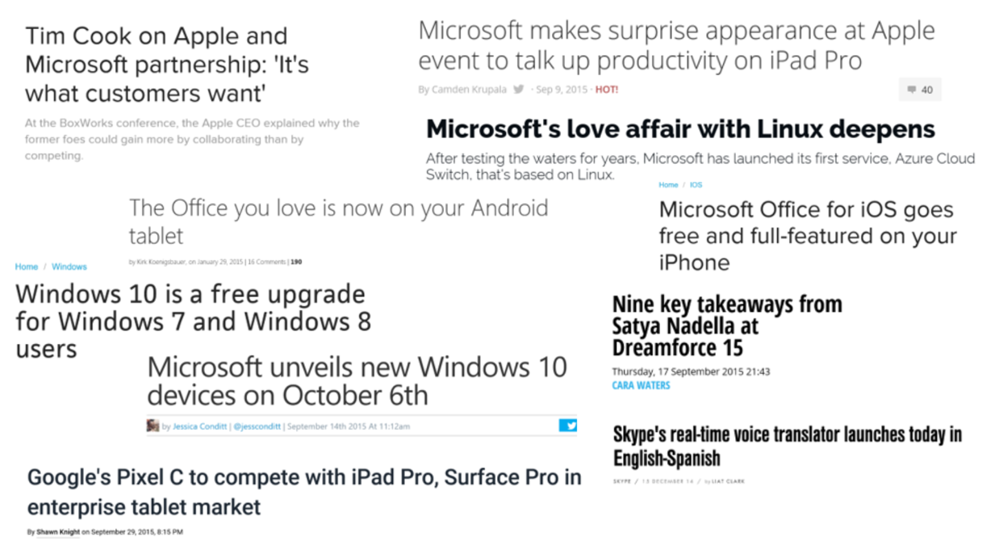 Tim Cook on Apple and
Microsoft partnership: 'It's
what customers want'
At the BoxWorks conference, the Apple CEO explained why the
former foes could gain more by collaborating than by
competing.
Microsoft makes surprise appearance at Apple
event to talk up productivity on iPad Pro
By Camden Krupala · Sep 9, 2015 · HOT!
40
Microsoft's love affair with Linux deepens
After testing the waters for years, Microsoft has launched its first service, Azure Cloud
Switch, that's based on Linux.
The Office you love is now on your Android
tablet
by Kirk Koenigsbauer, on January 29, 2015 | 16 Comments | 190
Home / IOS
Microsoft Office for iOS goes
free and full-featured on your
iPhone
Home / Windows
Windows 10 is a free upgrade
for Windows 7 and Windows 8
users
Nine key takeaways from
Satya Nadella at
Dreamforce 15
Thursday, 17 September 2015 21:43
CARA WATERS
Microsoft unveils new Windows 10
devices on October 6th
by Jessica Conditt | @jessconditt | September 14th 2015 At 11:12am
Skype's real-time voice translator launches today in
English-Spanish
SKYPE / 15 DECEMBER 14 / by LIAT CLARK
Google's Pixel C to compete with iPad Pro, Surface Pro in
enterprise tablet market
By Shawn Knight on September 29, 2015, 8:15 PM